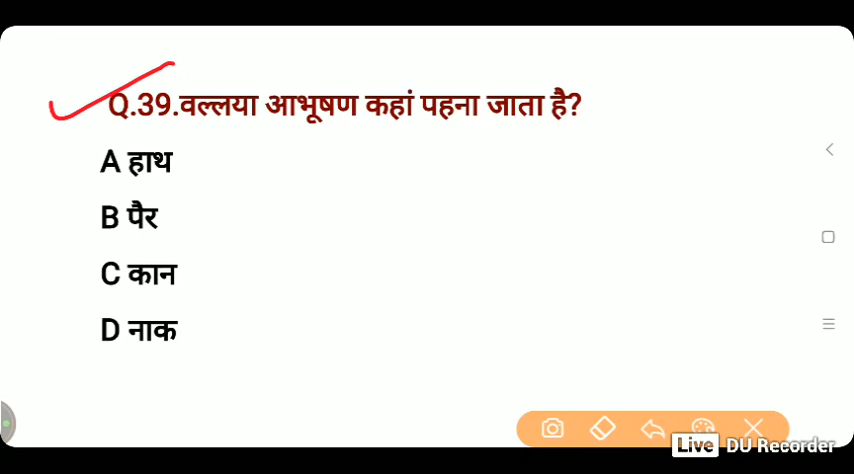 Q.39.वल्लया आभूषण कहां पहना जाता है?
A हाथ
B पैर
C कान
D नाक
Live DU Recorder